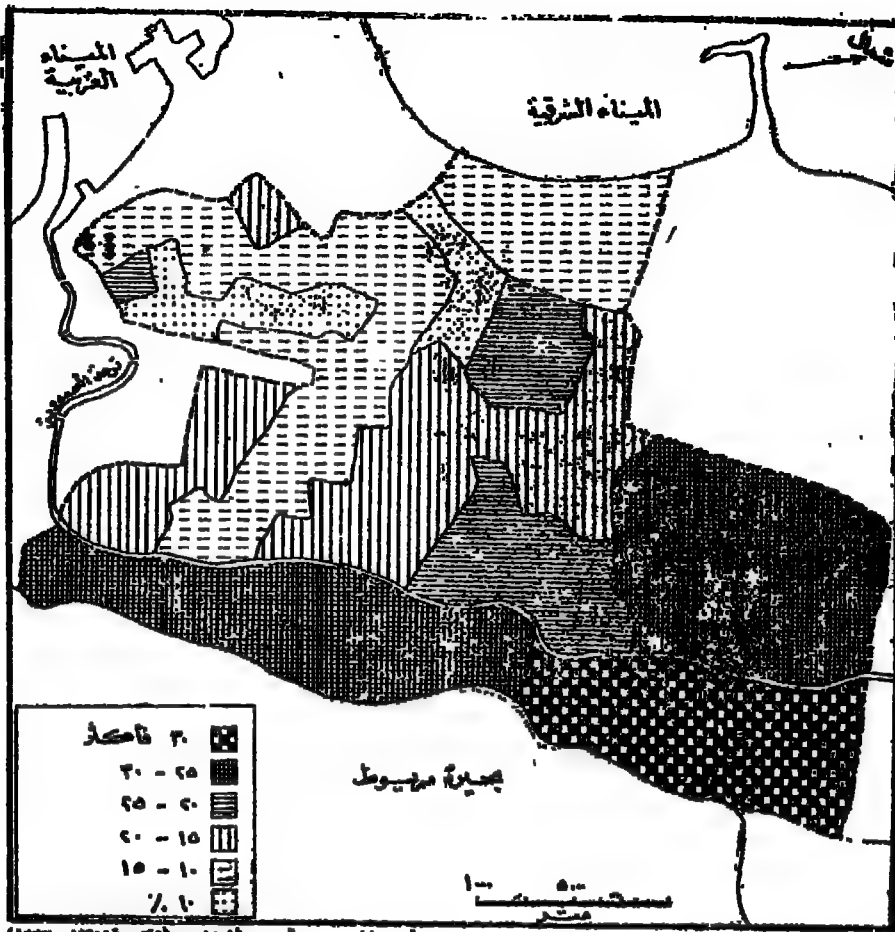 الميناء
الغربية
الميناء الشرقية
شمال
ترعة المحمودية
بحيرة مريوط
٣٠ فأكثر
٢٥ - ٣٠
٢٠ - ٢٥
١٥ - ٢٠
١٠ - ١٥
١٠ ٪
١٠٠٠ ٥٠٠
متر